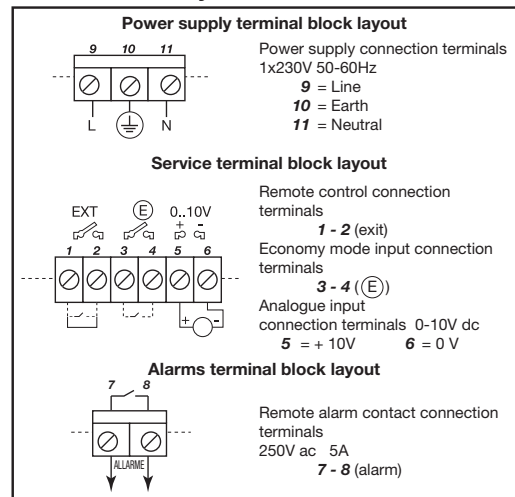 Power supply terminal block layout
9 10 11
L N
Power supply connection terminals
1x230V 50-60Hz
9 = Line
10 = Earth
11 = Neutral
Service terminal block layout
EXT E 0..10V
+ -
1 2 3 4 5 6
+ -
Remote control connection
terminals
1 - 2 (exit)
Economy mode input connection
terminals
3 - 4 (E)
Analogue input
connection terminals 0-10V dc
5 = + 10V 6 = 0 V
Alarms terminal block layout
7 8
ALLARME
Remote alarm contact connection
terminals
250V ac 5A
7 - 8 (alarm)